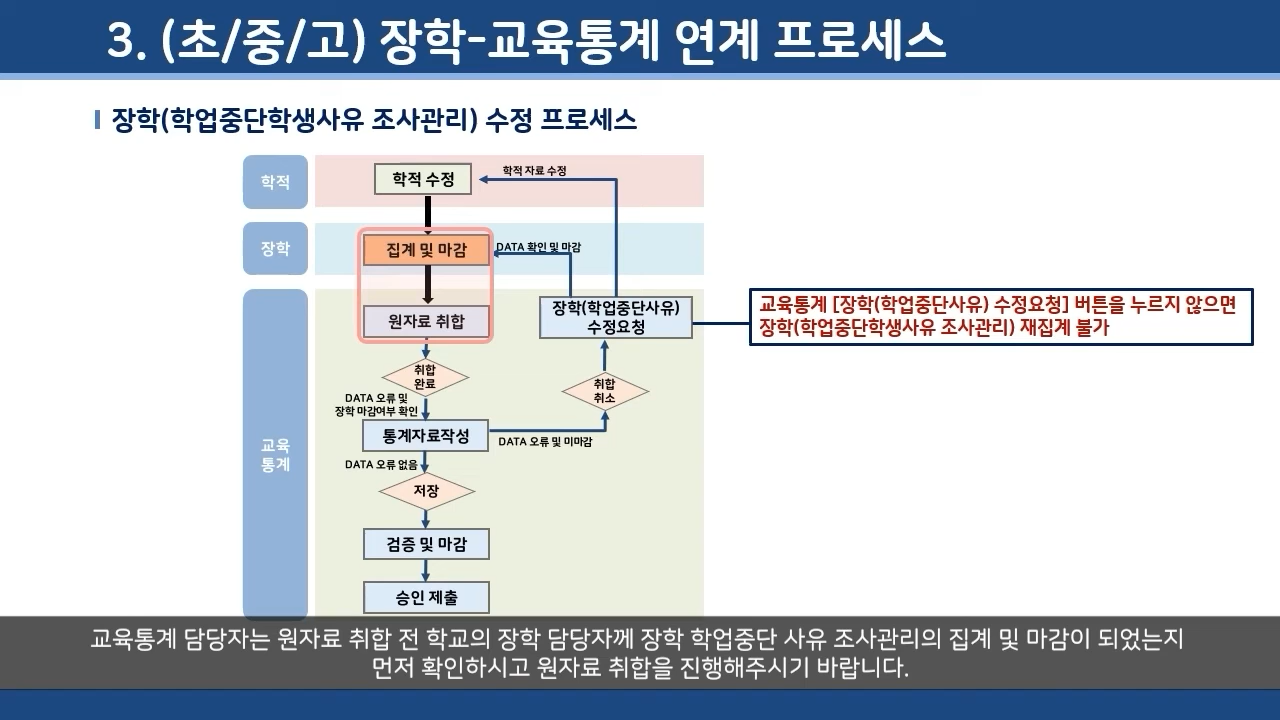 3. (초/중/고) 장학-교육통계 연계 프로세스
장학(학업중단학생사유 조사관리) 수정 프로세스
학적
학적 수정
학적 자료 수정
장학
집계 및 마감
DATA 확인 및 마감
원자료 취합
장학(학업중단사유)
수정요청
교육통계 [장학(학업중단사유) 수정요청] 버튼을 누르지 않으면
장학(학업중단학생사유 조사관리) 재집계 불가
취합
완료
취합
취소
DATA 오류 및
장학 마감여부 확인
통계자료작성
DATA 오류 및 미마감
교육
통계
DATA 오류 없음
저장
검증 및 마감
승인 제출
교육통계 담당자는 원자료 취합 전 학교의 장학 담당자께 장학 학업중단 사유 조사관리의 집계 및 마감이 되었는지
먼저 확인하시고 원자료 취합을 진행해주시기 바랍니다.